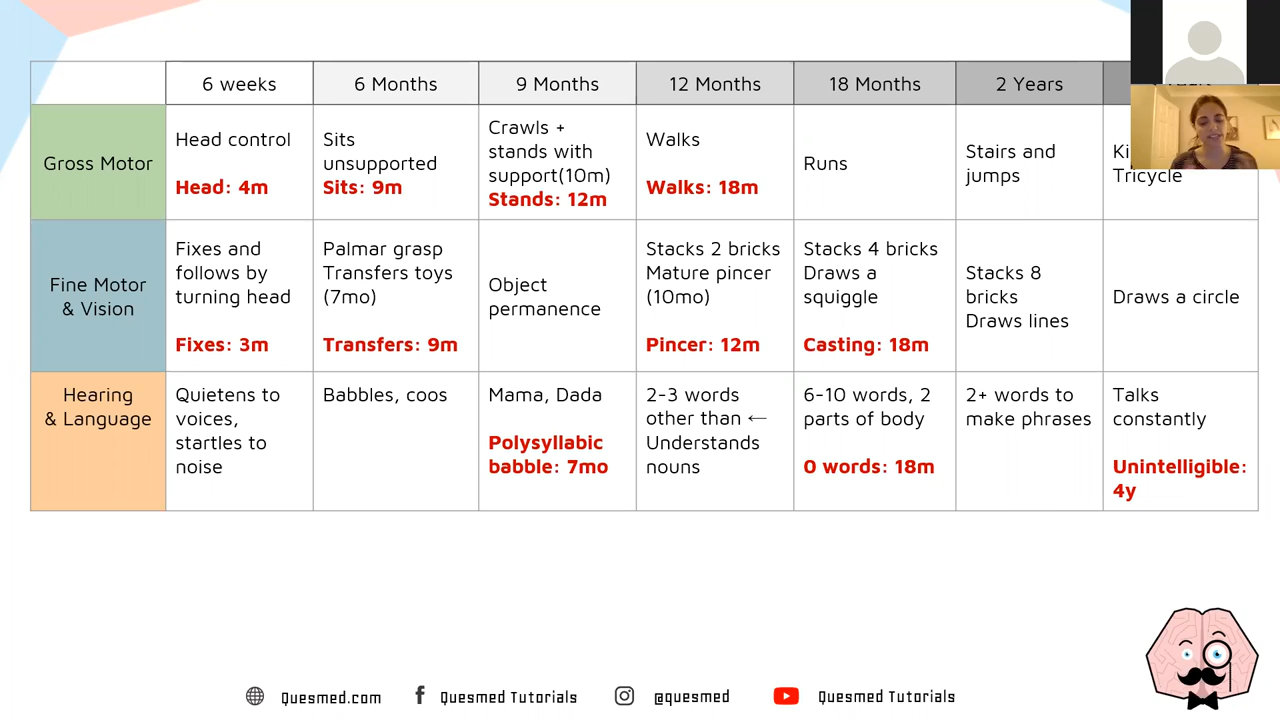 6 weeks
6 Months
9 Months
12 Months
18 Months
2 Years
Gross Motor
Head control
Head: 4m
Sits
unsupported
Sits: 9m
Crawls +
stands with
support(10m)
Stands: 12m
Walks
Walks: 18m
Runs
Stairs and
jumps
Tricycle
Fine Motor
& Vision
Fixes and
follows by
turning head
Fixes: 3m
Palmar grasp
Transfers toys
(7mo)
Transfers: 9m
Object
permanence
Stacks 2 bricks
Mature pincer
(10mo)
Pincer: 12m
Stacks 4 bricks
Draws a
squiggle
Casting: 18m
Stacks 8
bricks
Draws lines
Draws a circle
Hearing
& Language
Quietens to
voices,
startles to
noise
Babbles, coos
Mama, Dada
Polysyllabic
babble: 7mo
2-3 words
other than ←
Understands
nouns
6-10 words, 2
parts of body
0 words: 18m
2+ words to
make phrases
Talks
constantly
Unintelligible:
4y
Quesmed.com
Quesmed Tutorials
@quesmed
Quesmed Tutorials